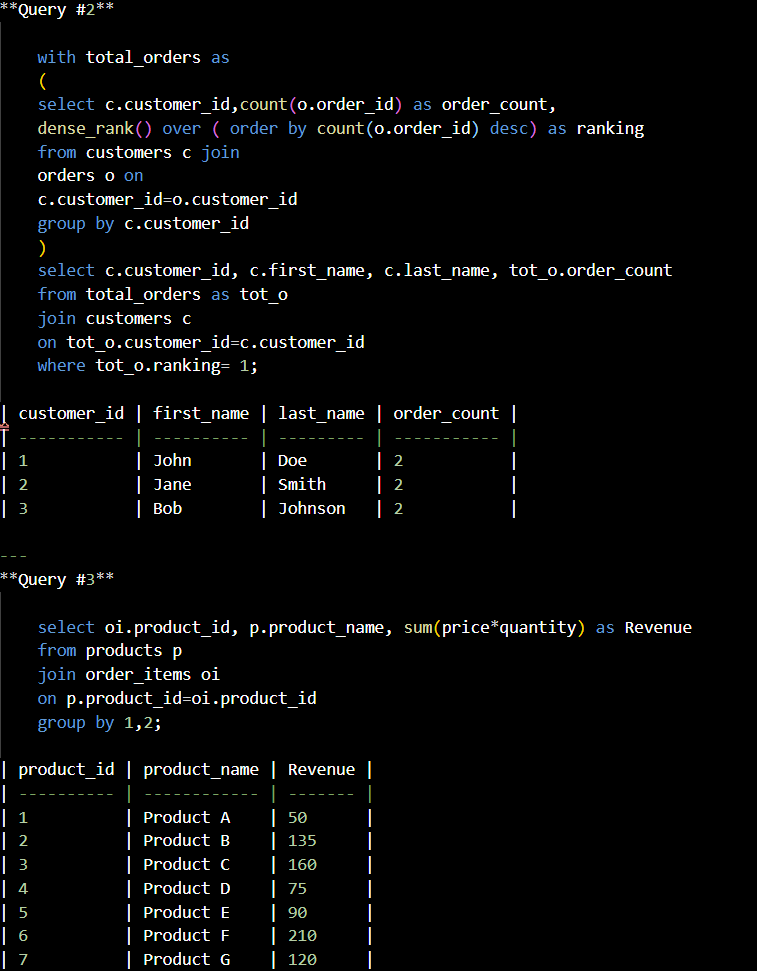 **Query #2**
with total_orders as
(
select c.customer_id,count(o.order_id) as order_count,
dense_rank() over ( order by count(o.order_id) desc) as ranking
from customers c join
orders o on
c.customer_id=o.customer_id
group by c.customer_id
)
select c.customer_id, c.first_name, c.last_name, tot_o.order_count
from total_orders as tot_o
join customers c
on tot_o.customer_id=c.customer_id
where tot_o.ranking= 1;
| customer_id | first_name | last_name | order_count |
| ----------- | ---------- | --------- | ----------- |
| 1           | John       | Doe       | 2           |
| 2           | Jane       | Smith     | 2           |
| 3           | Bob        | Johnson   | 2           |
---
**Query #3**
select oi.product_id, p.product_name, sum(price*quantity) as Revenue
from products p
join order_items oi
on p.product_id=oi.product_id
group by 1,2;
| product_id | product_name | Revenue |
| ---------- | ------------ | ------- |
| 1          | Product A    | 50      |
| 2          | Product B    | 135     |
| 3          | Product C    | 160     |
| 4          | Product D    | 75      |
| 5          | Product E    | 90      |
| 6          | Product F    | 210     |
| 7          | Product G    | 120     |